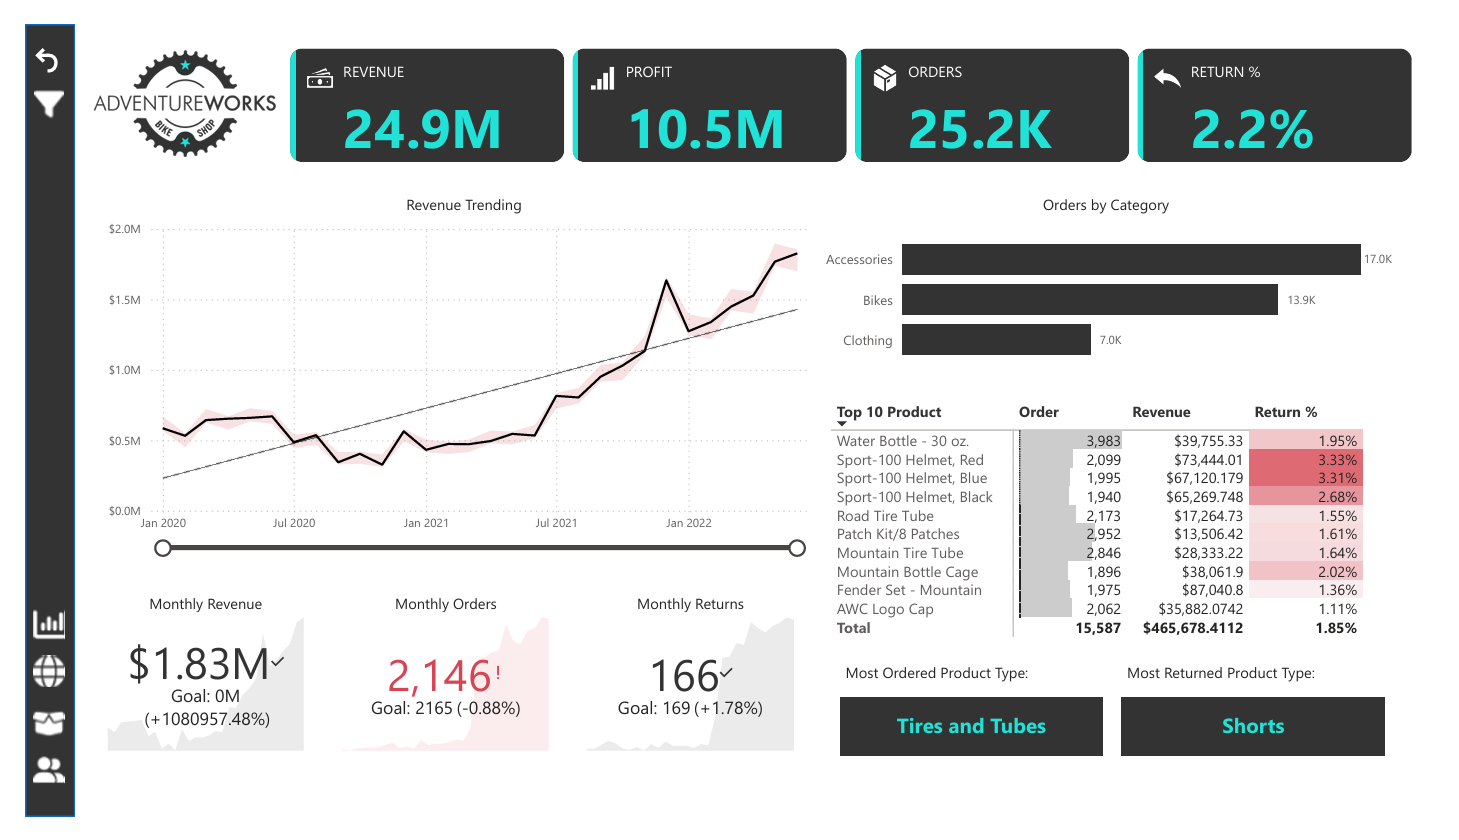 ADVENTUREWORKS
BIKE SHOP
REVENUE
24.9M
PROFIT
10.5M
ORDERS
25.2K
RETURN %
2.2%
Revenue Trending
$2.0M
$1.5M
$1.0M
$0.5M
$0.0M
Jan 2020 Jul 2020 Jan 2021 Jul 2021 Jan 2022
Orders by Category
Accessories 17.0K
Bikes 13.9K
Clothing 7.0K
Top 10 Product Order Revenue Return %
Water Bottle - 30 oz. 3,983 $39,755.33 1.95%
Sport-100 Helmet, Red 2,099 $73,444.01 3.33%
Sport-100 Helmet, Blue 1,995 $67,120.179 3.31%
Sport-100 Helmet, Black 1,940 $65,269.748 2.68%
Road Tire Tube 2,173 $17,264.73 1.55%
Patch Kit/8 Patches 2,952 $13,506.42 1.61%
Mountain Tire Tube 2,846 $28,333.22 1.64%
Mountain Bottle Cage 1,896 $38,061.9 2.02%
Fender Set - Mountain 1,975 $87,040.8 1.36%
AWC Logo Cap 2,062 $35,882.0742 1.11%
Total 15,587 $465,678.4112 1.85%
Monthly Revenue
$1.83M
Goal: 0M
(+1080957.48%)
Monthly Orders
2,146!
Goal: 2165 (-0.88%)
Monthly Returns
166
Goal: 169 (+1.78%)
Most Ordered Product Type:
Tires and Tubes
Most Returned Product Type:
Shorts